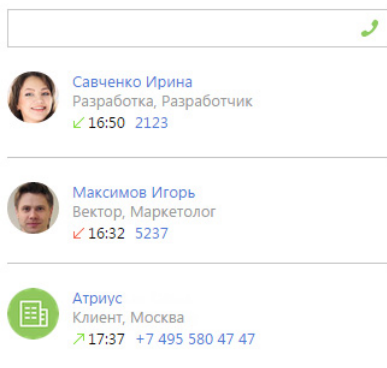 Савченко Ирина
Разработка, Разработчик
16:50 2123
Максимов Игорь
Вектор, Маркетолог
16:32 5237
Атриус
Клиент, Москва
17:37 +7 495 580 47 47